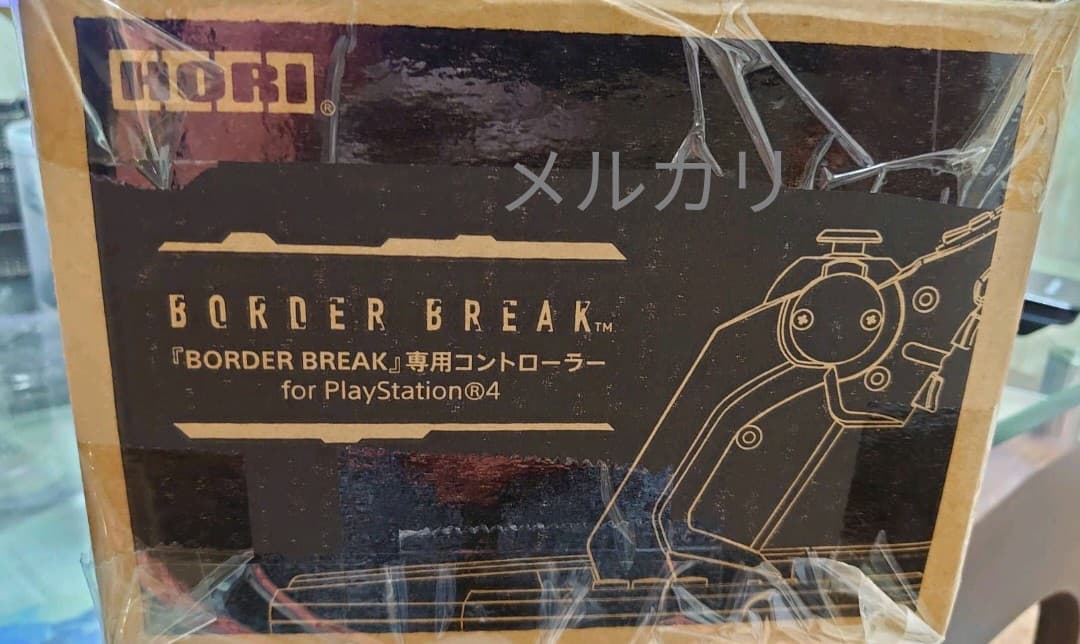 HORI®
メルカリ
BORDER BREAK™
『BORDER BREAK』専用コントローラー
for PlayStation®4